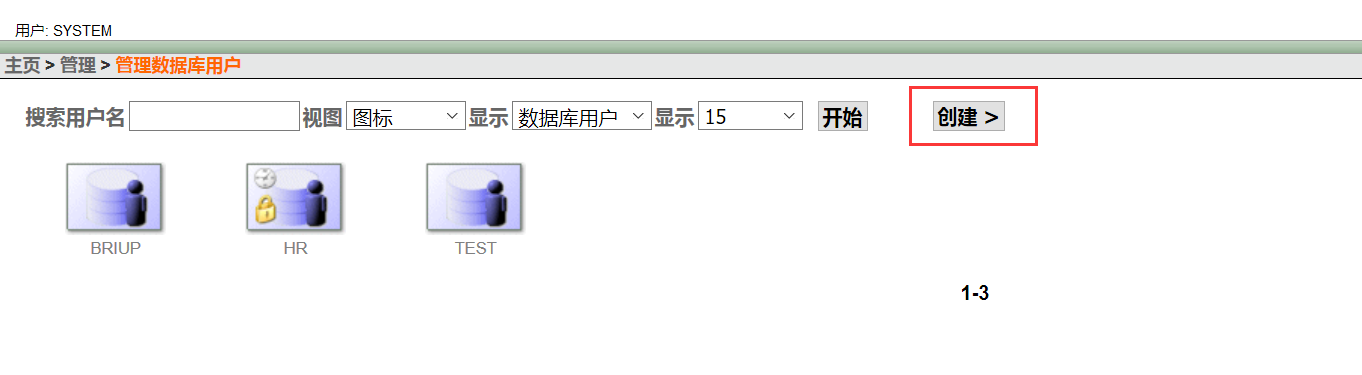 用户: SYSTEM
主页 > 管理 > 管理数据库用户
搜索用户名 视图 图标 显示 数据库用户 显示 15 开始 创建 >
BRIUP HR TEST
1-3